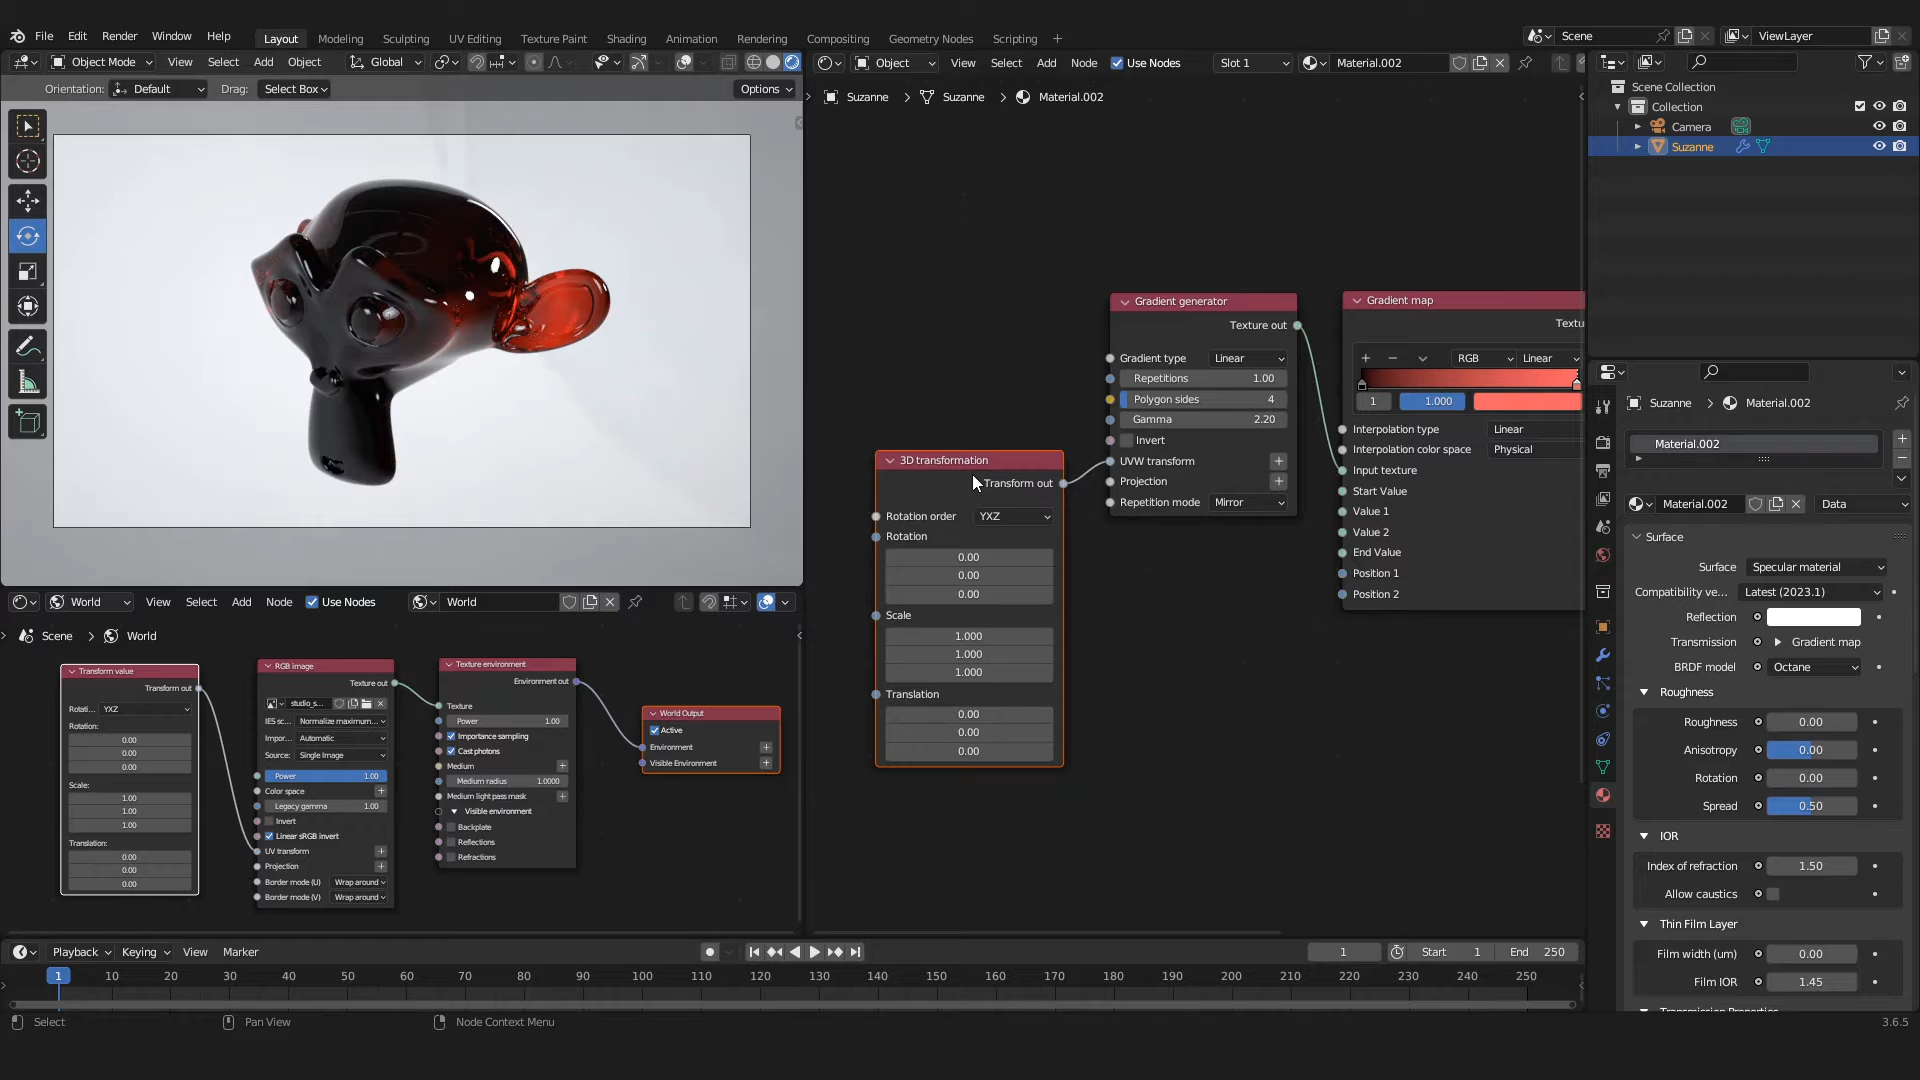 File Edit Render Window Help Layout Modeling Sculpting UV Editing Texture Paint Shading Animation Rendering Compositing Geometry Nodes Scripting + Scene ViewLayer
Object Mode View Select Add Object Global
Object View Select Add Node Use Nodes Slot 1 Material.002
Orientation: Default Drag: Select Box Options
Suzanne > Suzanne > Material.002
Scene Collection
Collection
Camera
Suzanne
Gradient generator
Texture out
Gradient type Linear
Repetitions 1.00
Polygon sides 4
Gamma 2.20
Invert
UVW transform
Projection
Repetition mode Mirror
Gradient map
Textu
RGB Linear
1 1.000
Interpolation type Linear
Interpolation color space Physical
Input texture
Start Value
Value 1
Value 2
End Value
Position 1
Position 2
3D transformation
Transform out
Rotation order YXZ
Rotation
0.00
0.00
0.00
Scale
1.000
1.000
1.000
Translation
0.00
0.00
0.00
Suzanne > Material.002
Material.002
Material.002 Data
Surface
Surface Specular material
Compatibility ve... Latest (2023.1)
Reflection
Transmission Gradient map
BRDF model Octane
Roughness
Roughness 0.00
Anisotropy 0.00
Rotation 0.00
Spread 0.50
IOR
Index of refraction 1.50
Allow caustics
Thin Film Layer
Film width (um) 0.00
Film IOR 1.45
World View Select Add Node Use Nodes World
Scene > World
Transform value
Transform out
Rotati... YXZ
Rotation:
0.00
0.00
0.00
Scale:
1.00
1.00
1.00
Translation:
0.00
0.00
0.00
RGB image
Texture out
studio_s...
IES sc... Normalize maximum...
Impor... Automatic
Source: Single Image
Power 1.00
Color space
Legacy gamma 1.00
Invert
Linear sRGB invert
UV transform
Projection
Border mode (U) Wrap around
Border mode (V) Wrap around
Texture environment
Environment out
Texture
Power 1.00
Importance sampling
Cast photons
Medium
Medium radius 1.0000
Medium light pass mask
Visible environment
Backplate
Reflections
Refractions
World Output
Active
Environment
Visible Environment
Playback Keying View Marker 1 Start 1 End 250
1 10 20 30 40 50 60 70 80 90 100 110 120 130 140 150 160 170 180 190 200 210 220 230 240 250
Select Pan View Node Context Menu 3.6.5